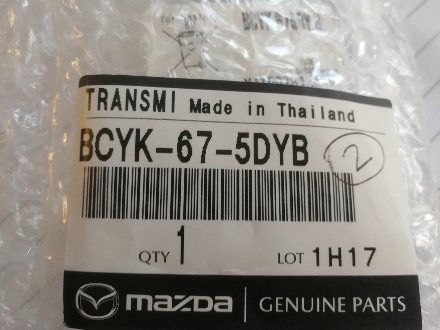 TRANSMI Made in Thailand
BCYK-67-5DYB
2
QTY 1 LOT 1H17
mazda GENUINE PARTS